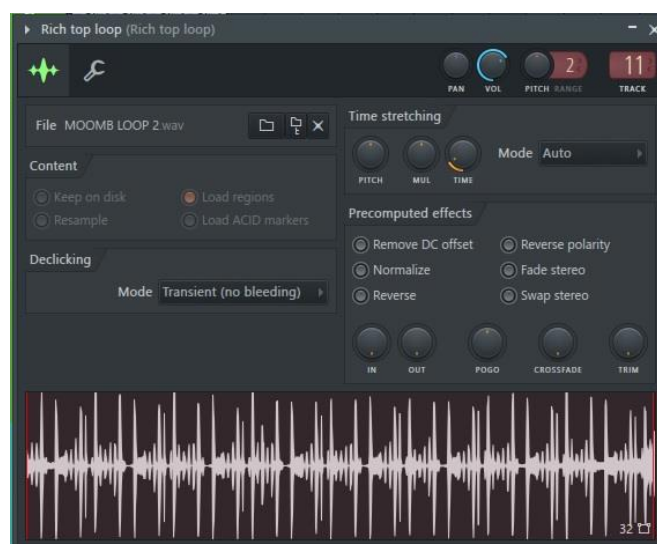 Rich top loop (Rich top loop)
PAN VOL PITCH RANGE 2 11 TRACK
File MOOMB LOOP 2.wav
Content
Keep on disk Load regions
Resample Load ACID markers
Declicking
Mode Transient (no bleeding)
Time stretching
PITCH MUL TIME Mode Auto
Precomputed effects
Remove DC offset Reverse polarity
Normalize Fade stereo
Reverse Swap stereo
IN OUT POGO CROSSFADE TRIM
32